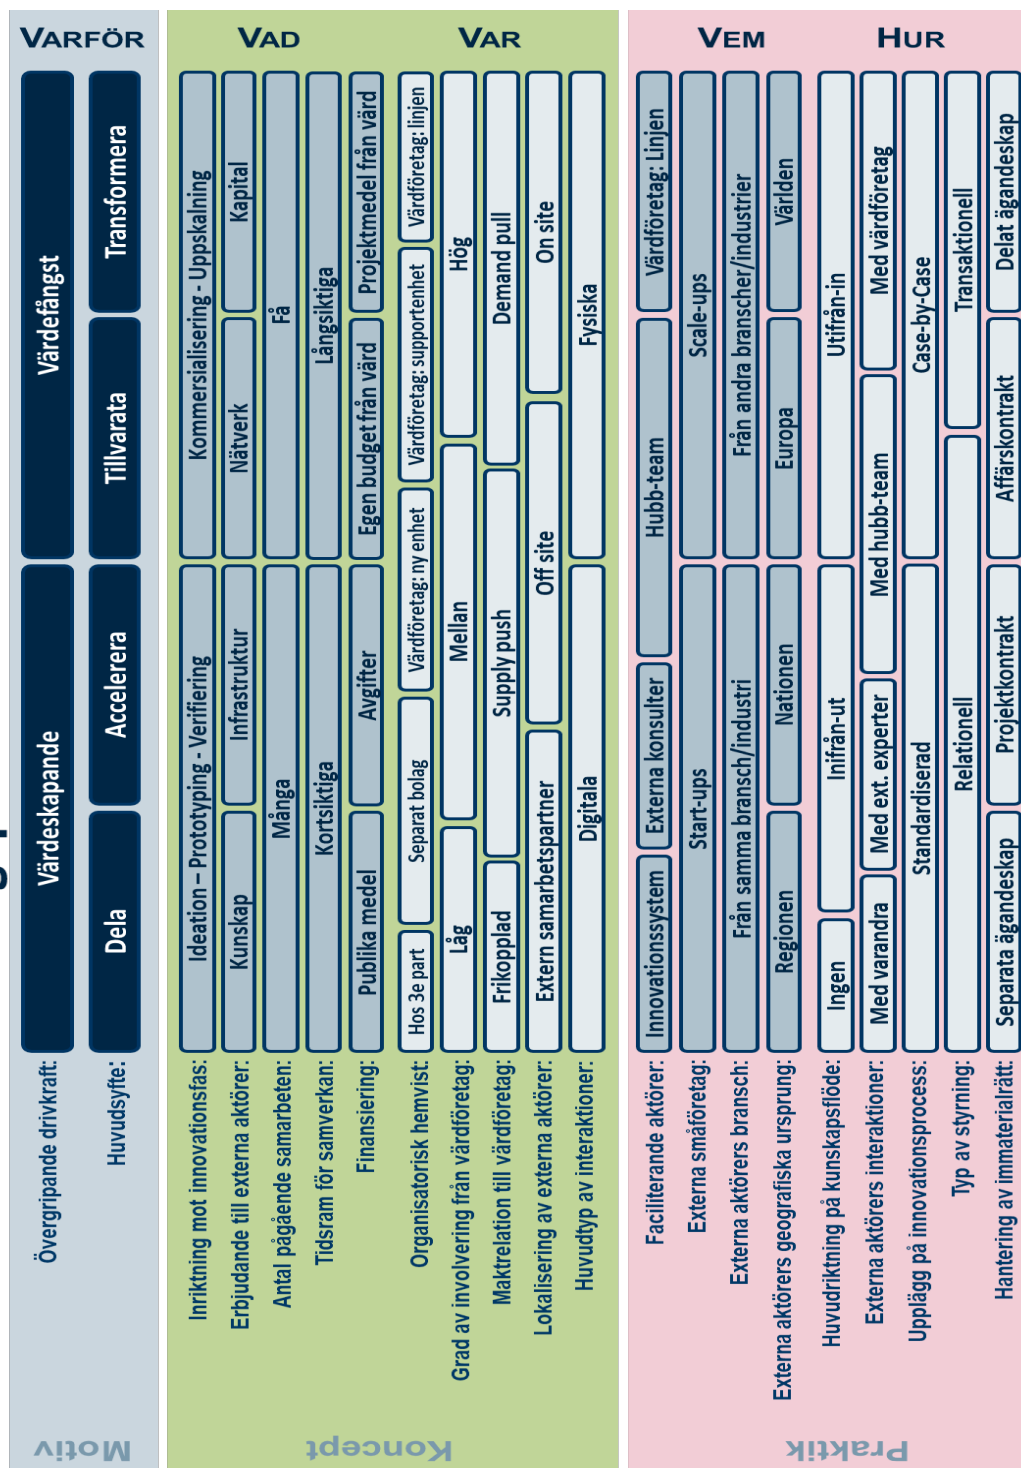 VARFÖR
Övergripande drivkraft: Värdeskapande Värdefångst
Huvudsyfte: Dela Accelerera Tillvarata Transformera
Motiv
VAD
Inriktning mot innovationsfas: Ideation – Prototyping - Verifiering Kommersialisering - Uppskalning
Erbjudande till externa aktörer: Kunskap Infrastruktur Nätverk Kapital
Antal pågående samarbeten: Många Få
Tidsram för samverkan: Kortsiktiga Långsiktiga
Finansiering: Publika medel Avgifter Egen budget från värd Projektmedel från värd
VAR
Organisatorisk hemvist: Hos 3e part Separat bolag Värdföretag: ny enhet Värdföretag: supportenhet Värdföretag: linjen
Grad av involvering från värdföretag: Låg Mellan Hög
Maktrelation till värdföretag: Frikopplad Supply push Demand pull
Lokalisering av externa aktörer: Extern samarbetspartner Off site On site
Huvudtyp av interaktioner: Digitala Fysiska
Koncept
VEM
Faciliterande aktörer: Innovationssystem Externa konsulter Hubb-team Värdföretag: Linjen
Externa småföretag: Start-ups Scale-ups
Externa aktörers bransch: Från samma bransch/industri Från andra branscher/industrier
Externa aktörers geografiska ursprung: Regionen Nationen Europa Världen
HUR
Huvudriktning på kunskapsflöde: Ingen Inifrån-ut Utifrån-in
Externa aktörers interaktioner: Med varandra Med ext. experter Med hubb-team Med värdföretag
Upplägg på innovationsprocess: Standardiserad Case-by-Case
Typ av styrning: Relationell Transaktionell
Hantering av immaterialrätt: Separata ägandeskap Projektkontrakt Affärskontrakt Delat ägandeskap
Praktik